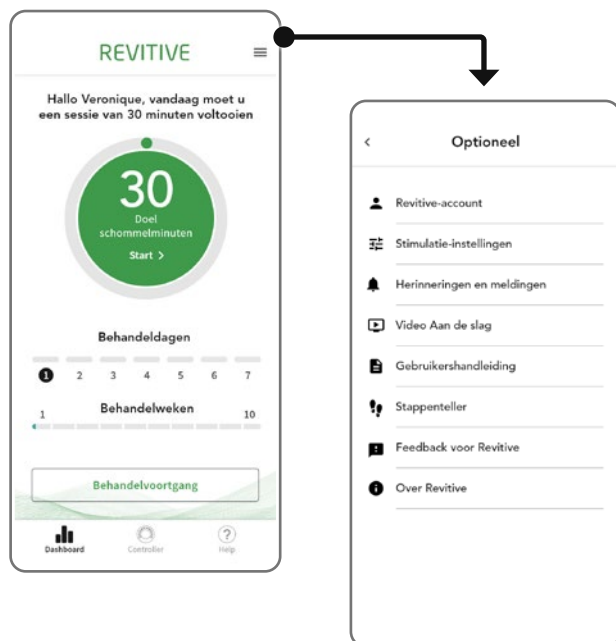 REVITIVE
Hallo Veronique, vandaag moet u
een sessie van 30 minuten voltooien
30
Doel
schommelminuten
Start >
Behandeldagen
1 2 3 4 5 6 7
Behandelweken
1 10
Behandelvoortgang
Dashboard Controller Help
< Optioneel
Revitive-account
Stimulatie-instellingen
Herinneringen en meldingen
Video Aan de slag
Gebruikershandleiding
Stappenteller
Feedback voor Revitive
Over Revitive